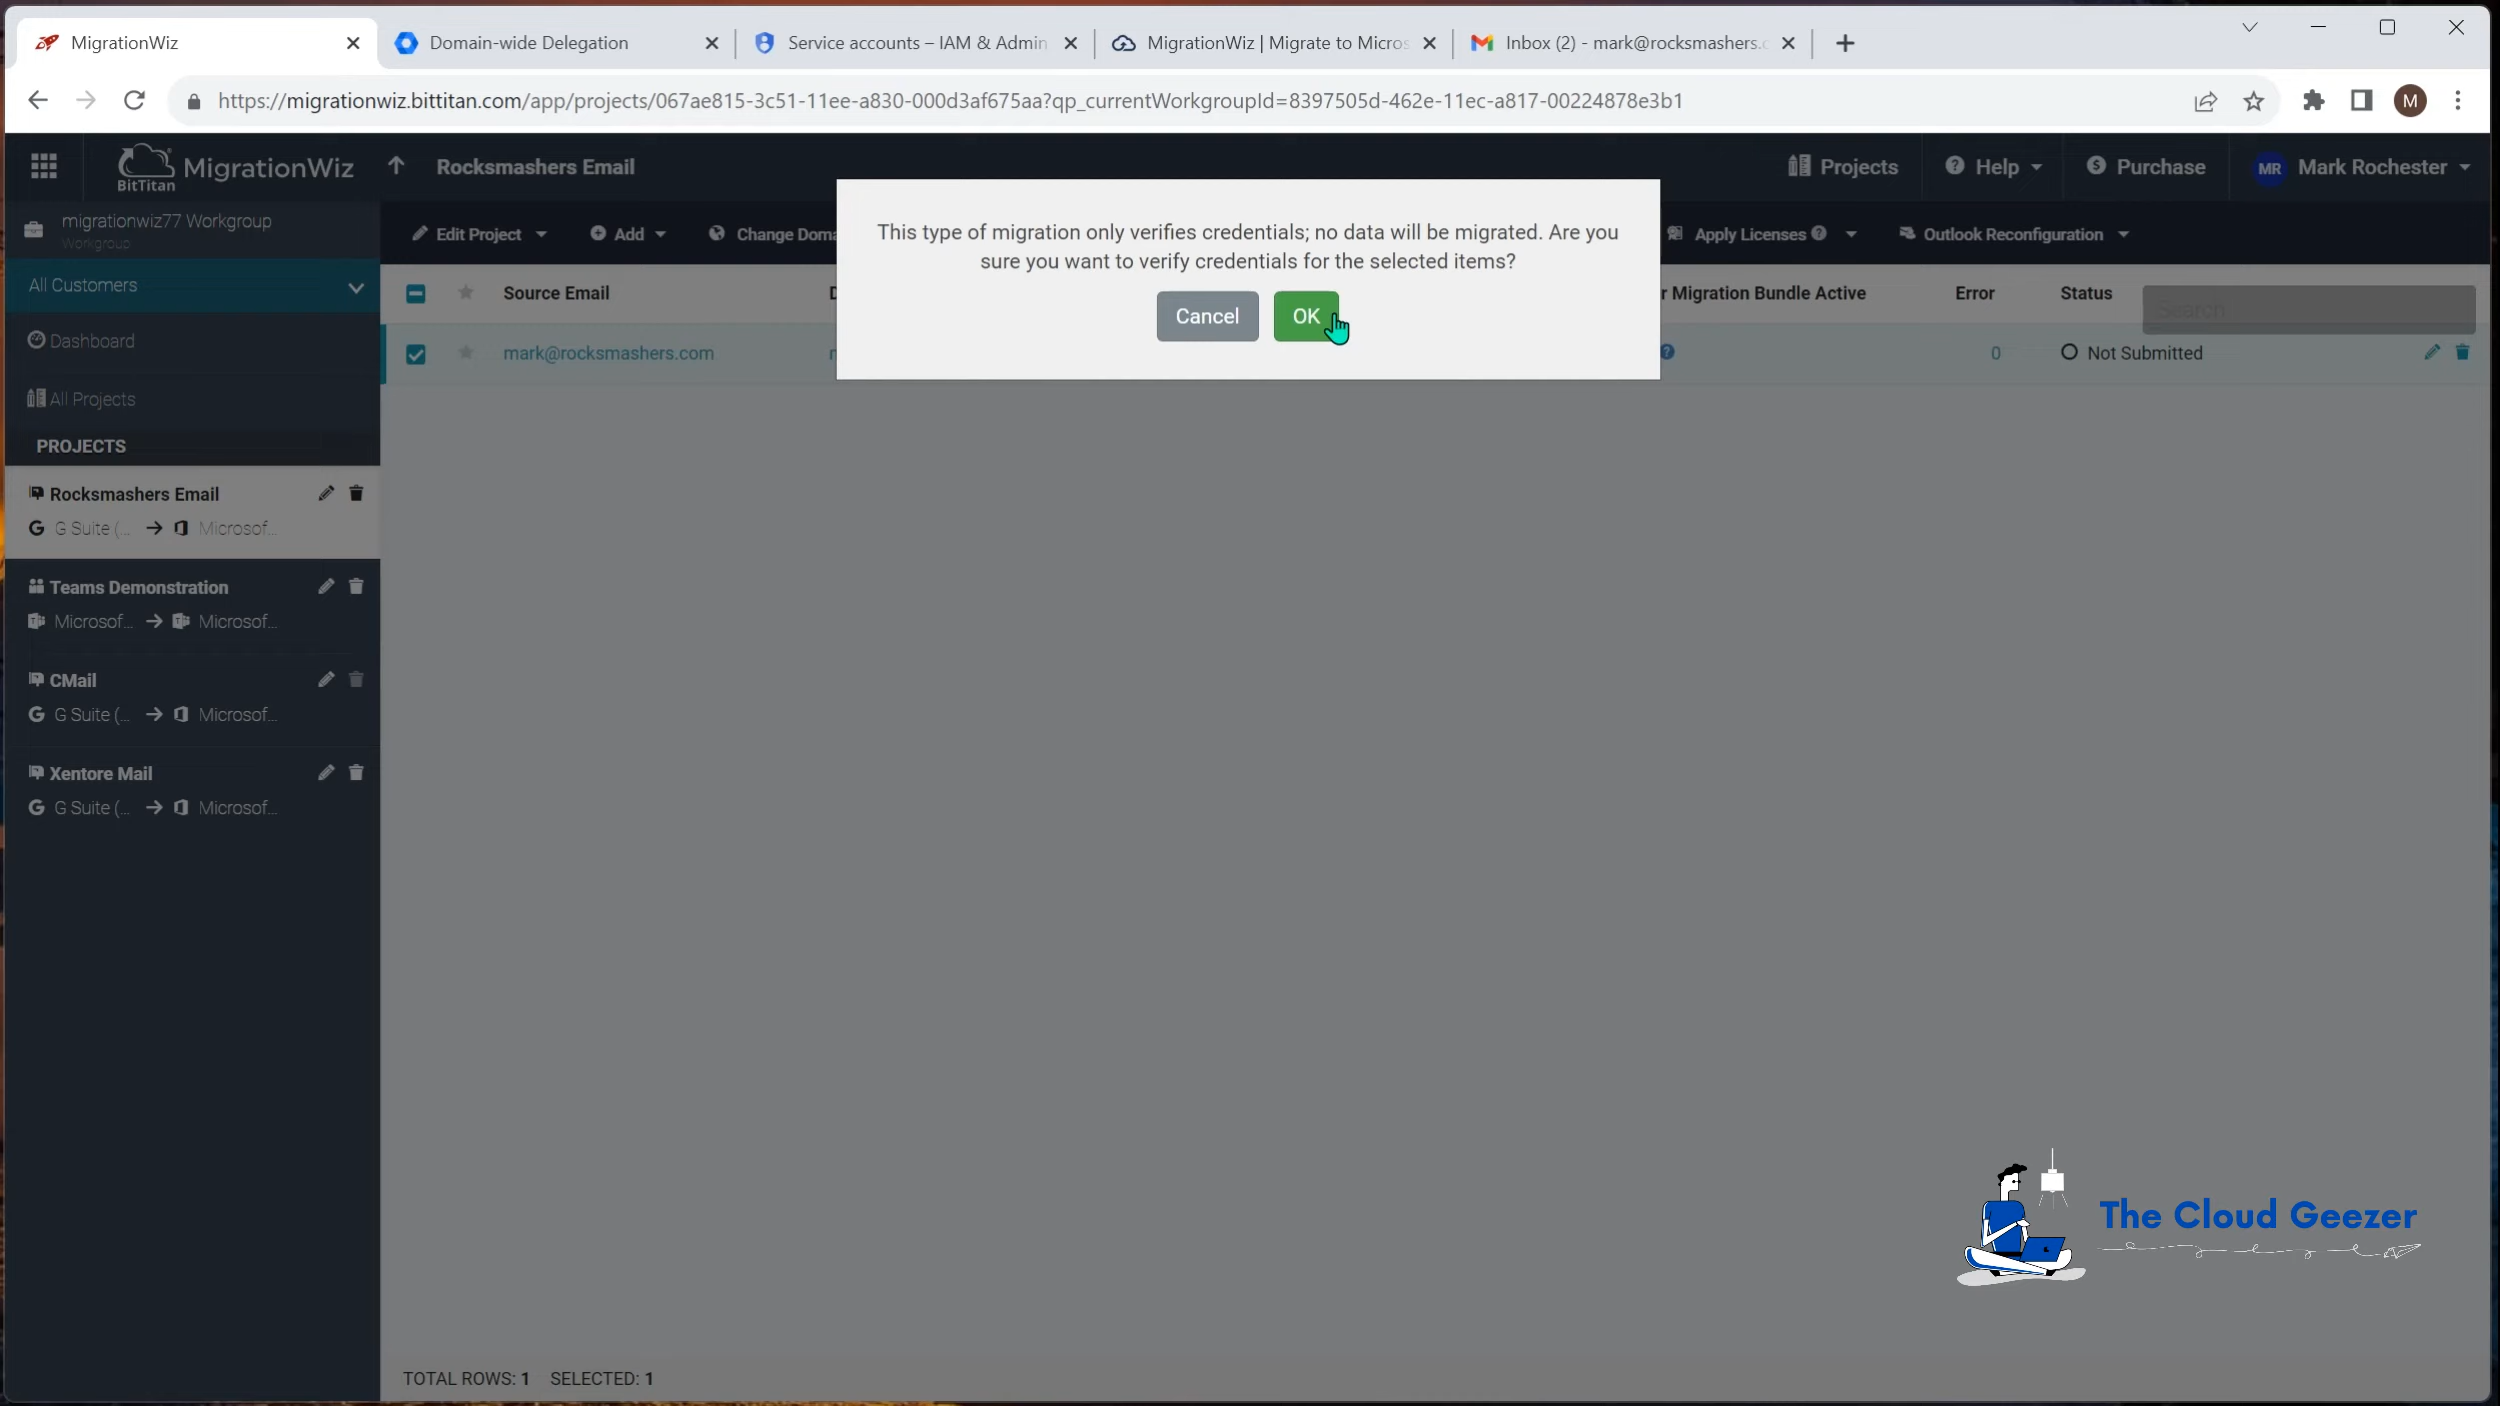 MigrationWiz
Domain-wide Delegation
Service accounts – IAM & Admin
MigrationWiz | Migrate to Micros
Inbox (2) - mark@rocksmashers.c
https://migrationwiz.bittitan.com/app/projects/067ae815-3c51-11ee-a830-000d3af675aa?qp_currentWorkgroupId=8397505d-462e-11ec-a817-00224878e3b1
M
BitTitan
MigrationWiz
Rocksmashers Email
Projects
Help
Purchase
MR
Mark Rochester
migrationwiz77 Workgroup
Workgroup
Edit Project
Add
Change Doma
Apply Licenses
Outlook Reconfiguration
This type of migration only verifies credentials; no data will be migrated. Are you
sure you want to verify credentials for the selected items?
Cancel
OK
All Customers
Source Email
D
r Migration Bundle Active
Error
Status
Search
mark@rocksmashers.com
0
Not Submitted
Dashboard
All Projects
PROJECTS
Rocksmashers Email
G Suite (... → Microsof...
Teams Demonstration
Microsof... → Microsof...
CMail
G Suite (... → Microsof...
Xentore Mail
G Suite (... → Microsof...
The Cloud Geezer
TOTAL ROWS: 1 SELECTED: 1